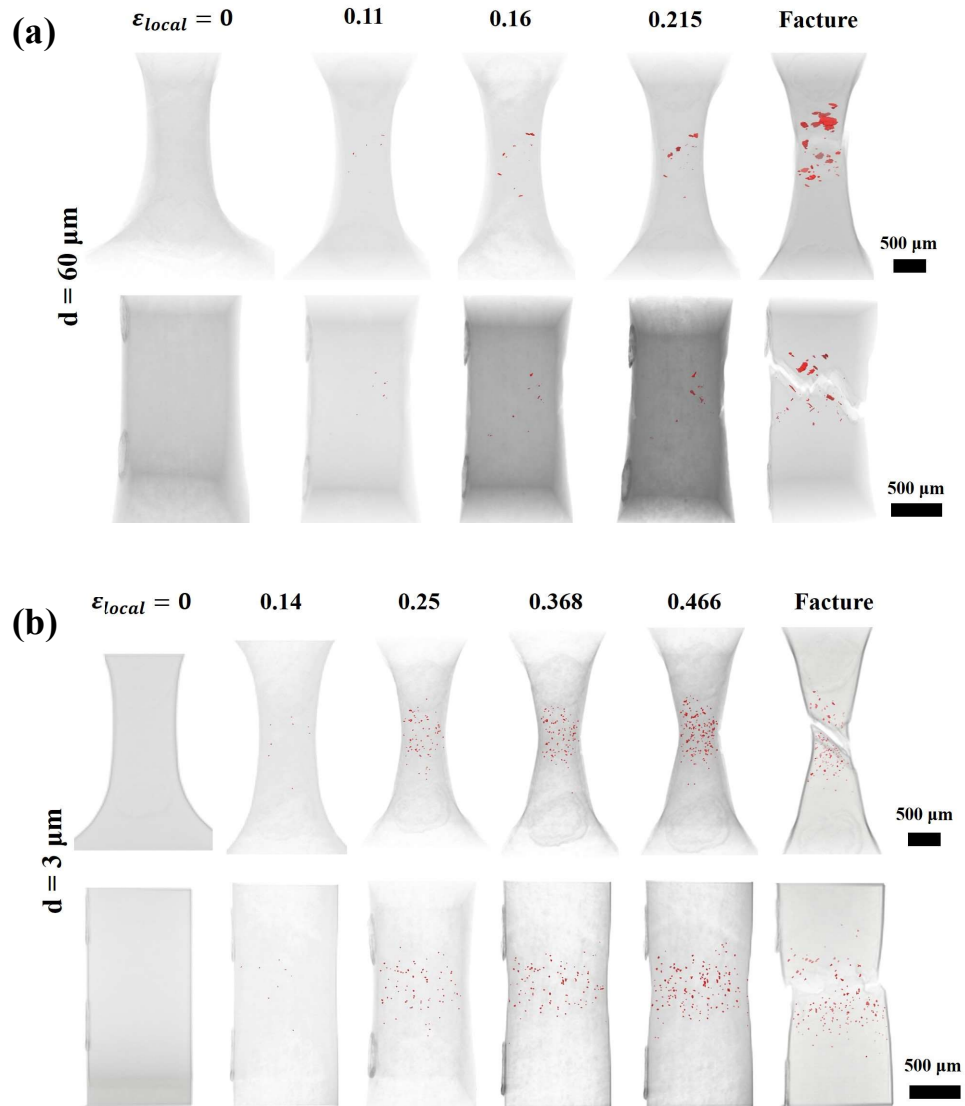 (a)
ε_local = 0 0.11 0.16 0.215 Facture
d = 60 μm
500 μm
500 μm
(b)
ε_local = 0 0.14 0.25 0.368 0.466 Facture
d = 3 μm
500 μm
500 μm